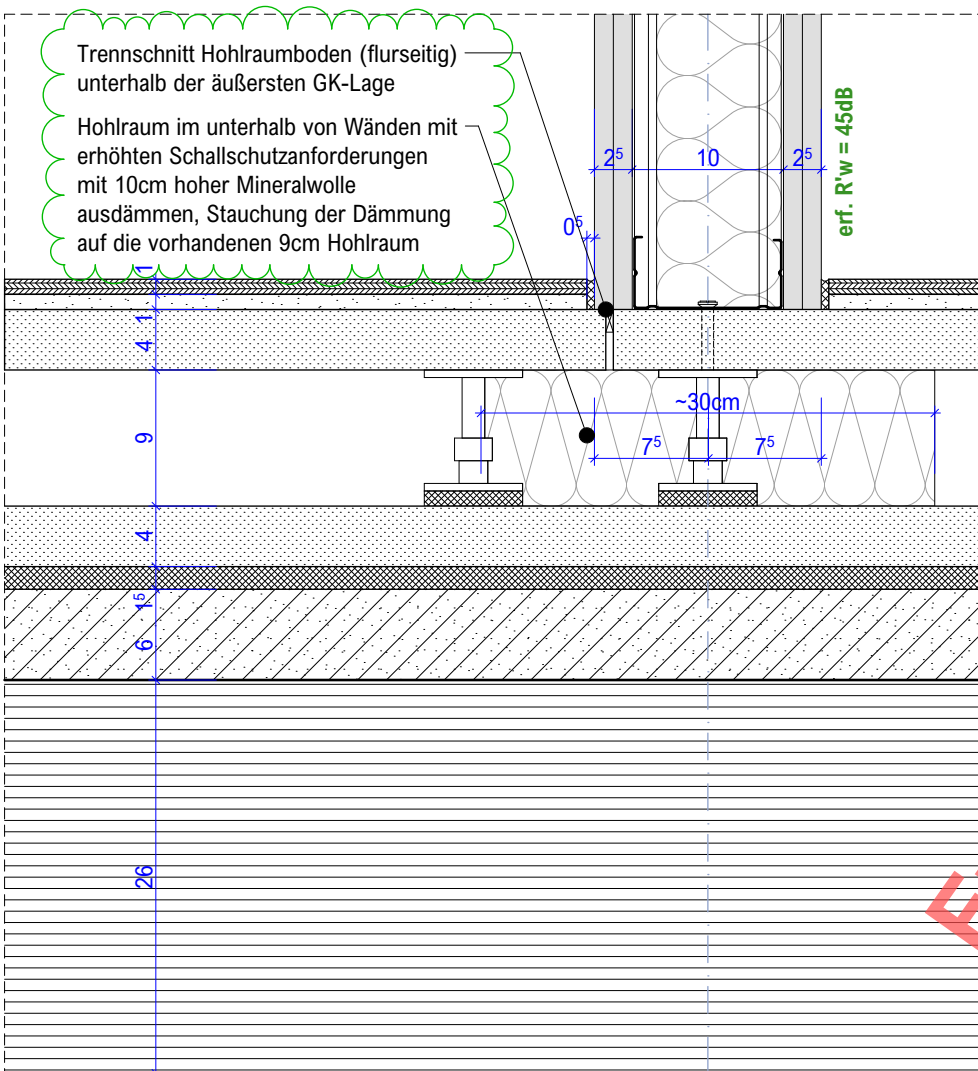 Trennschnitt Hohlraumboden (flurseitig)
unterhalb der äußersten GK-Lage
Hohlraum im unterhalb von Wänden mit
erhöhten Schallschutzanforderungen
mit 10cm hoher Mineralwolle
ausdämmen, Stauchung der Dämmung
auf die vorhandenen 9cm Hohlraum
erf. R'w = 45dB
2⁵ 10 2⁵
0⁵
1
1
4
~30cm
9
7⁵ 7⁵
4
1⁵
6
26